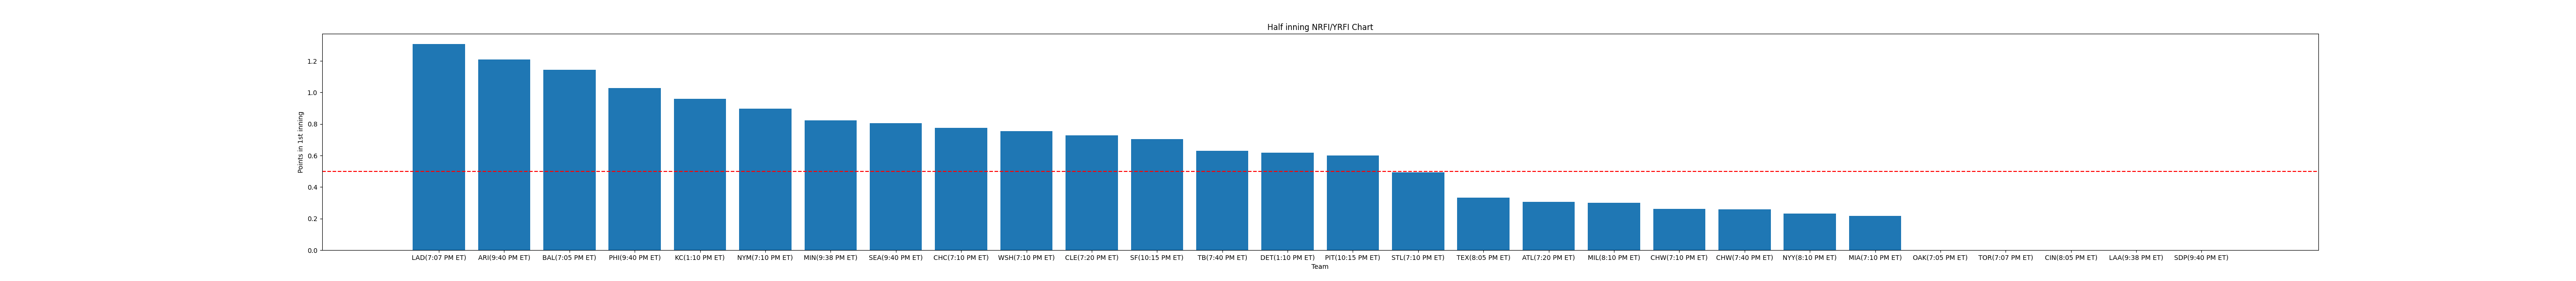 Half inning NRFI/YRFI Chart
Points in 1st inning
1.2
1.0
0.8
0.6
0.4
0.2
0.0
LAD(7:07 PM ET) ARI(9:40 PM ET) BAL(7:05 PM ET) PHI(9:40 PM ET) KC(1:10 PM ET) NYM(7:10 PM ET) MIN(9:38 PM ET) SEA(9:40 PM ET) CHC(7:10 PM ET) WSH(7:10 PM ET) CLE(7:20 PM ET) SF(10:15 PM ET) TB(7:40 PM ET) DET(1:10 PM ET) PIT(10:15 PM ET) STL(7:10 PM ET) TEX(8:05 PM ET) ATL(7:20 PM ET) MIL(8:10 PM ET) CHW(7:10 PM ET) CHW(7:40 PM ET) NYY(8:10 PM ET) MIA(7:10 PM ET) OAK(7:05 PM ET) TOR(7:07 PM ET) CIN(8:05 PM ET) LAA(9:38 PM ET) SDP(9:40 PM ET)
Team